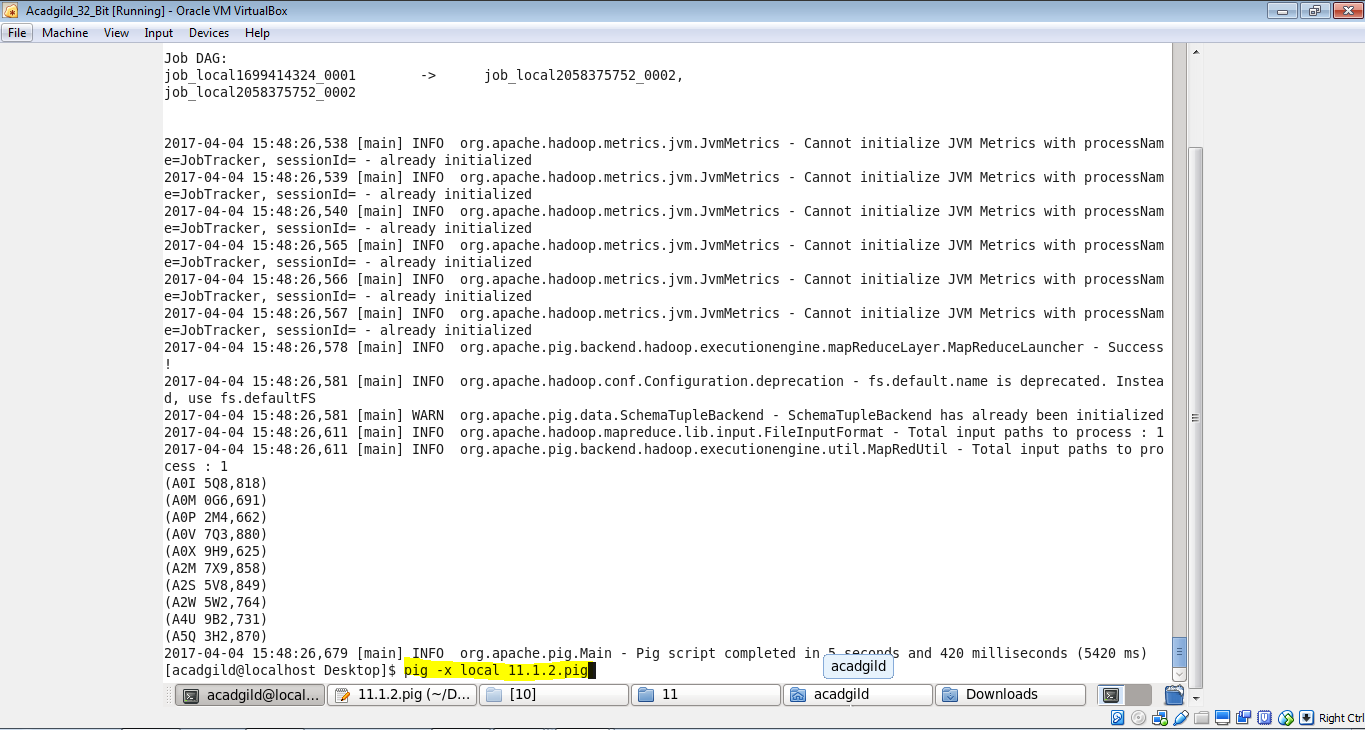 Acadgild_32_Bit [Running] - Oracle VM VirtualBox
File Machine View Input Devices Help
Job DAG:
job_local1699414324_0001 -> job_local2058375752_0002,
job_local2058375752_0002
2017-04-04 15:48:26,538 [main] INFO org.apache.hadoop.metrics.jvm.JvmMetrics - Cannot initialize JVM Metrics with processNam
e=JobTracker, sessionId= - already initialized
2017-04-04 15:48:26,539 [main] INFO org.apache.hadoop.metrics.jvm.JvmMetrics - Cannot initialize JVM Metrics with processNam
e=JobTracker, sessionId= - already initialized
2017-04-04 15:48:26,540 [main] INFO org.apache.hadoop.metrics.jvm.JvmMetrics - Cannot initialize JVM Metrics with processNam
e=JobTracker, sessionId= - already initialized
2017-04-04 15:48:26,565 [main] INFO org.apache.hadoop.metrics.jvm.JvmMetrics - Cannot initialize JVM Metrics with processNam
e=JobTracker, sessionId= - already initialized
2017-04-04 15:48:26,566 [main] INFO org.apache.hadoop.metrics.jvm.JvmMetrics - Cannot initialize JVM Metrics with processNam
e=JobTracker, sessionId= - already initialized
2017-04-04 15:48:26,567 [main] INFO org.apache.hadoop.metrics.jvm.JvmMetrics - Cannot initialize JVM Metrics with processNam
e=JobTracker, sessionId= - already initialized
2017-04-04 15:48:26,578 [main] INFO org.apache.pig.backend.hadoop.executionengine.mapReduceLayer.MapReduceLauncher - Success
!
2017-04-04 15:48:26,581 [main] INFO org.apache.hadoop.conf.Configuration.deprecation - fs.default.name is deprecated. Instea
d, use fs.defaultFS
2017-04-04 15:48:26,581 [main] WARN org.apache.pig.data.SchemaTupleBackend - SchemaTupleBackend has already been initialized
2017-04-04 15:48:26,611 [main] INFO org.apache.hadoop.mapreduce.lib.input.FileInputFormat - Total input paths to process : 1
2017-04-04 15:48:26,611 [main] INFO org.apache.pig.backend.hadoop.executionengine.util.MapRedUtil - Total input paths to pro
cess : 1
(A0I 5Q8,818)
(A0M 0G6,691)
(A0P 2M4,662)
(A0V 7Q3,880)
(A0X 9H9,625)
(A2M 7X9,858)
(A2S 5V8,849)
(A2W 5W2,764)
(A4U 9B2,731)
(A5Q 3H2,870)
2017-04-04 15:48:26,679 [main] INFO org.apache.pig.Main - Pig script completed in 5 seconds and 420 milliseconds (5420 ms)
[acadgild@localhost Desktop]$ pig -x local 11.1.2.pig
acadgild
acadgild@local... 11.1.2.pig (~/D... [10] 11 acadgild Downloads
Right Ctrl